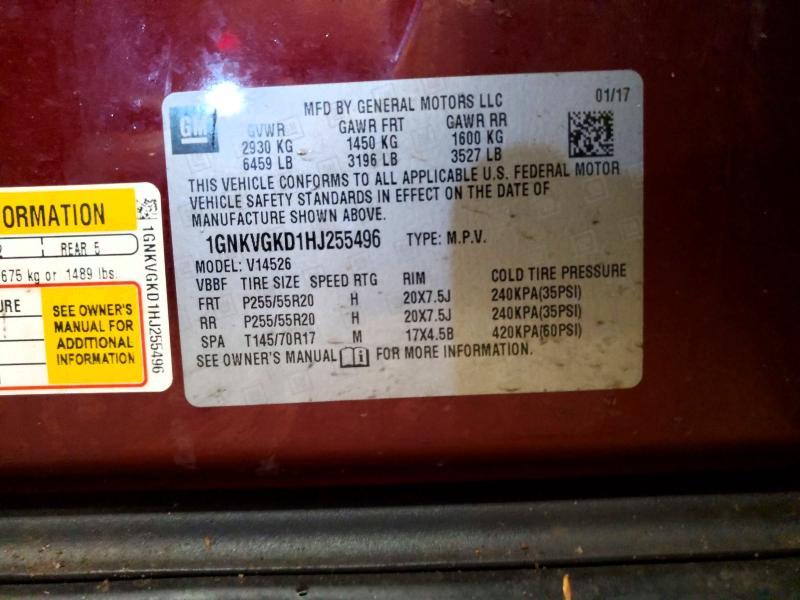 GM
MFD BY GENERAL MOTORS LLC 01/17
GVWR GAWR FRT GAWR RR
2930 KG 1450 KG 1600 KG
6459 LB 3196 LB 3527 LB
THIS VEHICLE CONFORMS TO ALL APPLICABLE U.S. FEDERAL MOTOR
VEHICLE SAFETY STANDARDS IN EFFECT ON THE DATE OF
MANUFACTURE SHOWN ABOVE.
1GNKVGKD1HJ255496 TYPE: M.P.V.
MODEL: V14526
VBBF TIRE SIZE SPEED RTG RIM COLD TIRE PRESSURE
FRT P255/55R20 H 20X7.5J 240KPA(35PSI)
RR P255/55R20 H 20X7.5J 240KPA(35PSI)
SPA T145/70R17 M 17X4.5B 420KPA(60PSI)
SEE OWNER'S MANUAL FOR MORE INFORMATION.
ORMATION
2 REAR 5
675 kg or 1489 lbs.
URE
SEE OWNER'S
MANUAL FOR
ADDITIONAL
INFORMATION
1GNKVGKD1HJ255496